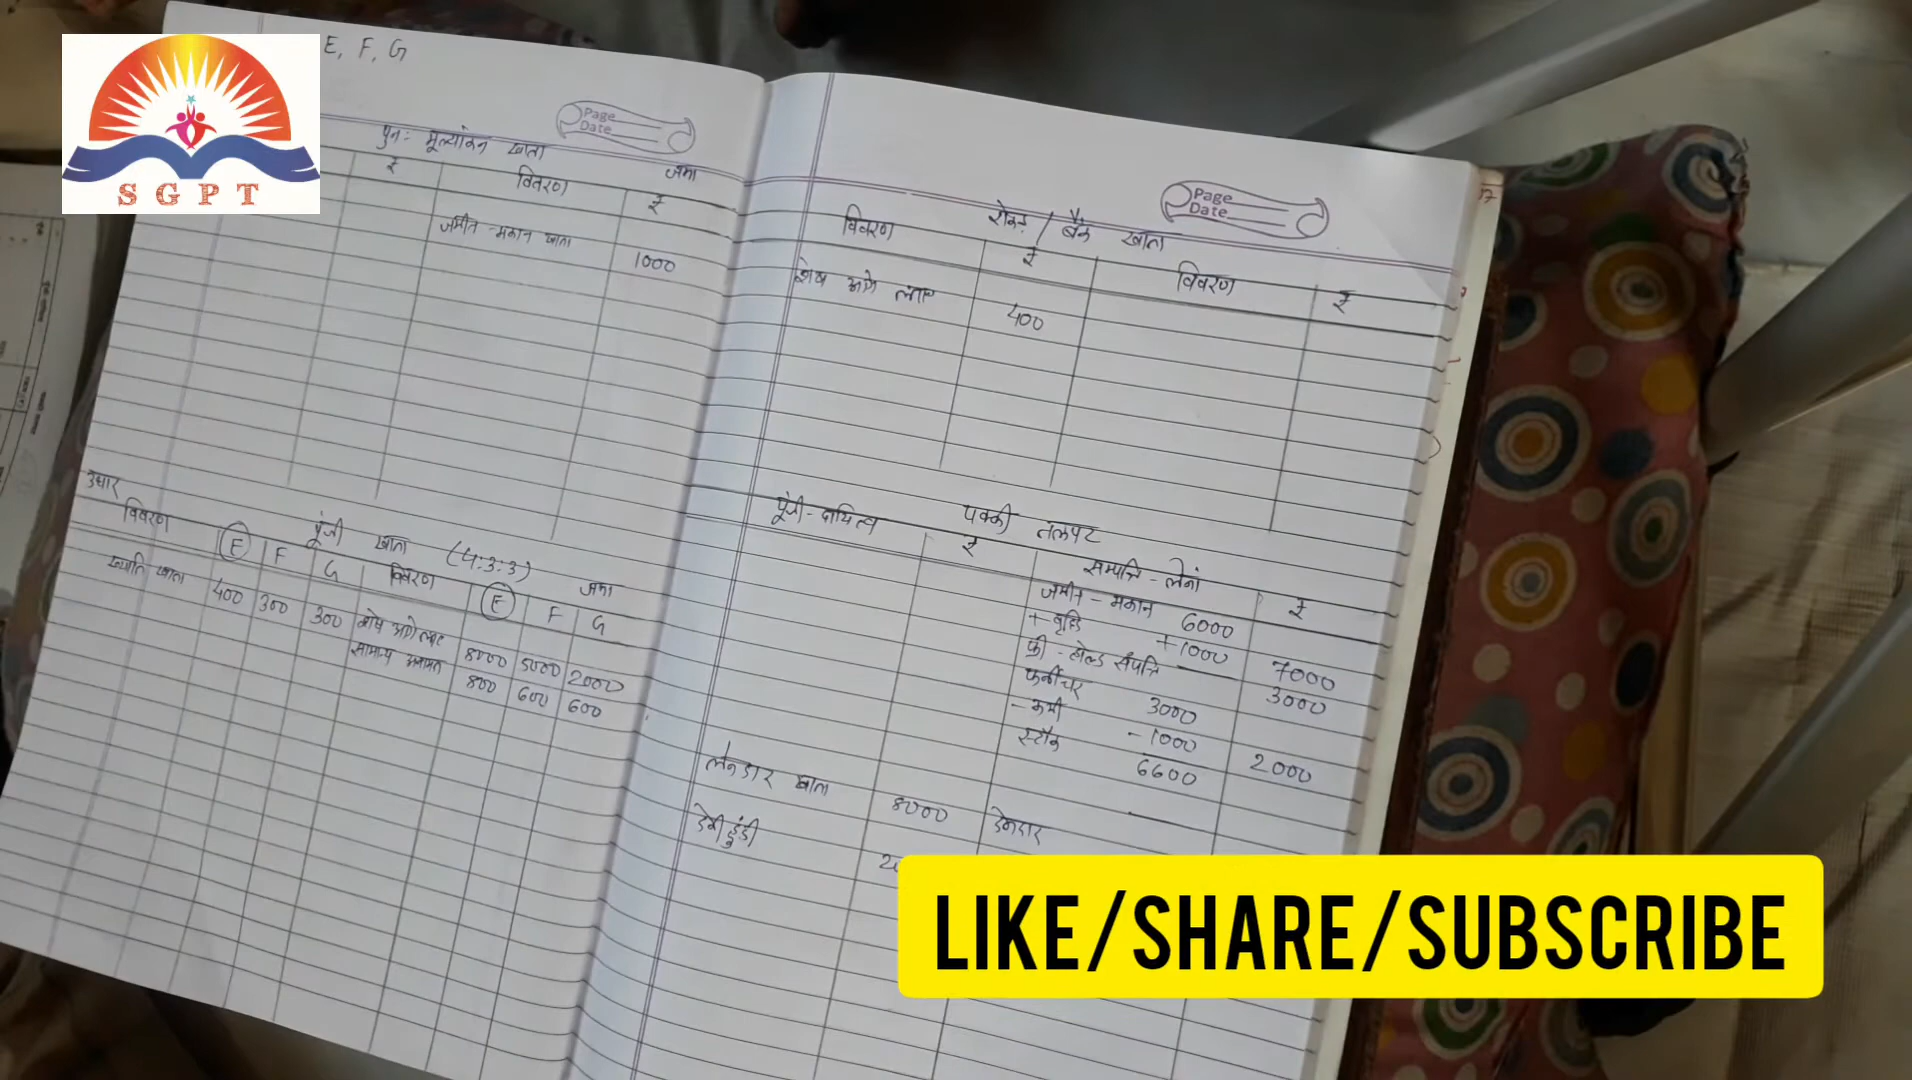 SGPT
E, F, G
Page
Date
पुनः मूल्यांकन खाता
जमा
₹ विवरण ₹
जमीन-मकान खाता 1000
Page
Date
रोकड़ / बैंक खाता
विवरण ₹ विवरण ₹
शेष आगे लाए 400
उधार
पूंजी खाता (4:3:3)
जमा
विवरण E F G विवरण E F G
ख्याति खाता 400 300 300 शेष आगे लाए 8000 5000 2000
सामान्य 800 600 600
पक्की तलपट
पूंजी-दायित्व ₹ सम्पत्ति-लेनां ₹
जमीन-मकान 6000
+ वृद्धि +1000 7000
फ्री-होल्ड संपत्ति 3000
फर्नीचर 3000
- कमी -1000 2000
स्टॉक 6600
लेनदार खाता 8000 देनदार
देवी हुंडी
LIKE/SHARE/SUBSCRIBE